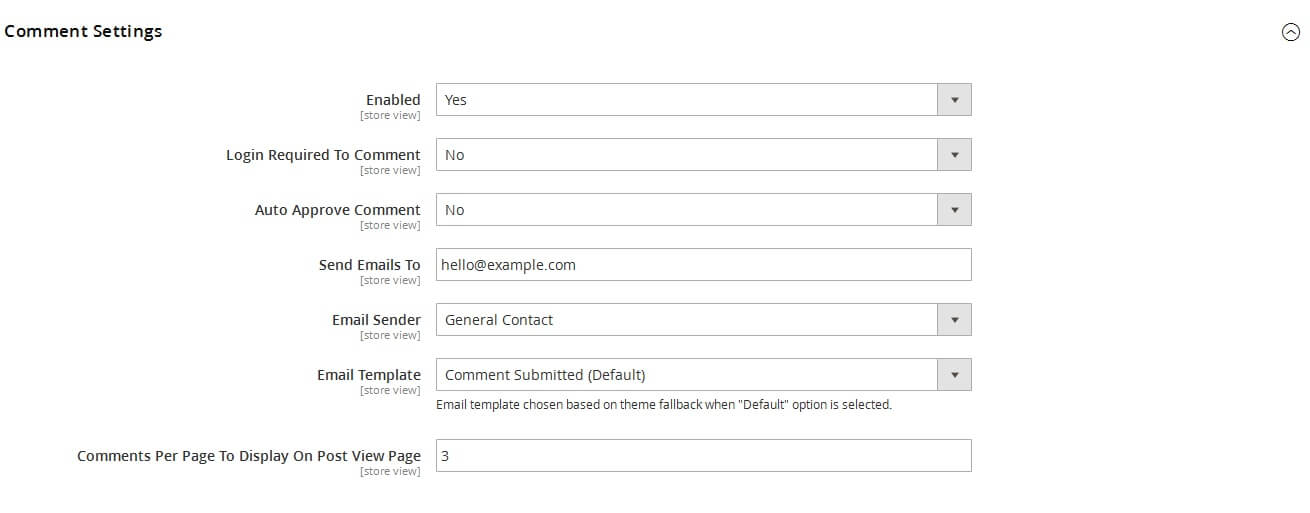 Comment Settings
Enabled Yes
[store view]
Login Required To Comment No
[store view]
Auto Approve Comment No
[store view]
Send Emails To hello@example.com
[store view]
Email Sender General Contact
[store view]
Email Template Comment Submitted (Default)
[store view]
Email template chosen based on theme fallback when "Default" option is selected.
Comments Per Page To Display On Post View Page 3
[store view]